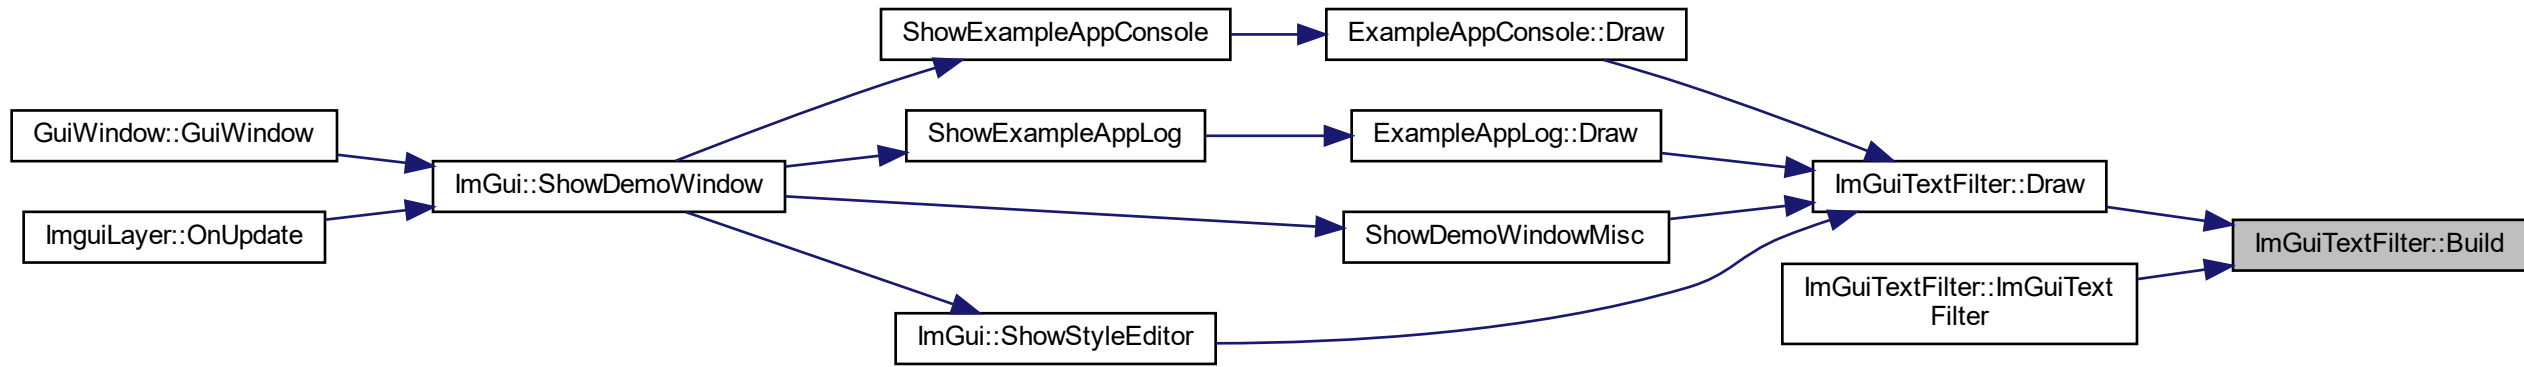 ShowExampleAppConsole
ExampleAppConsole::Draw
GuiWindow::GuiWindow
ShowExampleAppLog
ExampleAppLog::Draw
ImGui::ShowDemoWindow
ImGuiTextFilter::Draw
ImguiLayer::OnUpdate
ShowDemoWindowMisc
ImGuiTextFilter::Build
ImGuiTextFilter::ImGuiText
Filter
ImGui::ShowStyleEditor